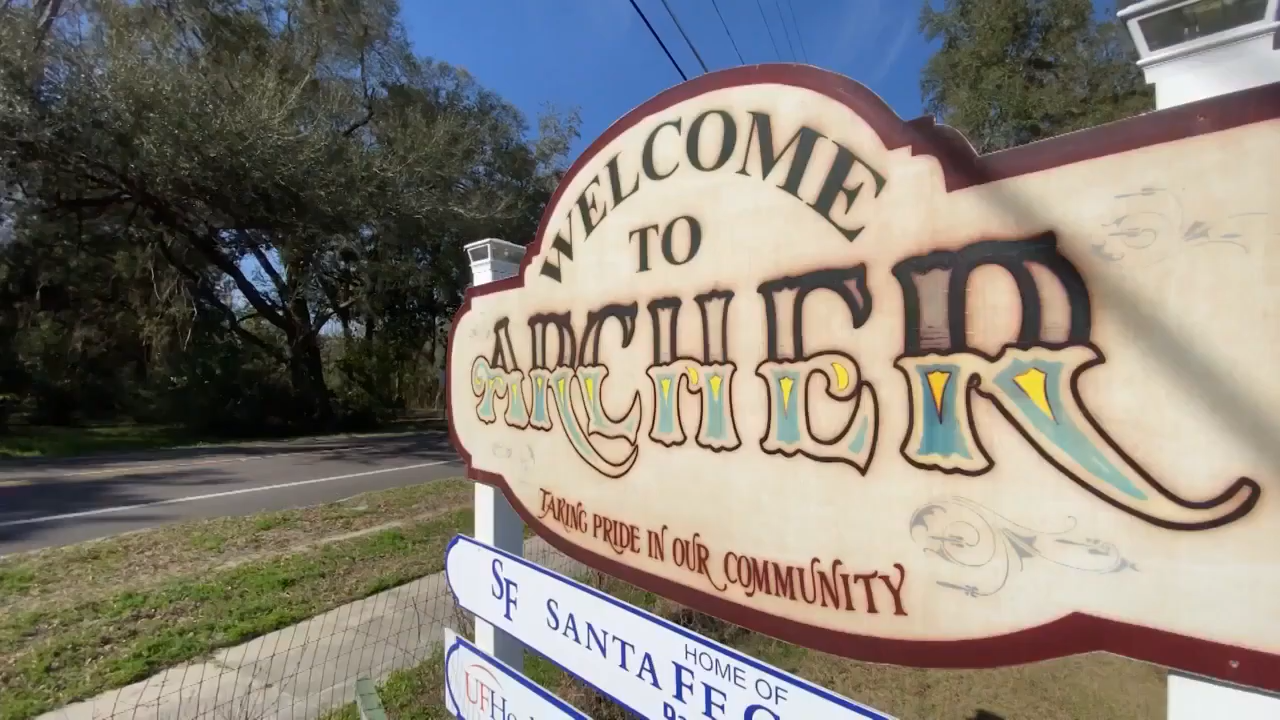 WELCOME
TO
ARCHER
TAKING PRIDE IN OUR COMMUNITY
SF SANTA FE
HOME OF